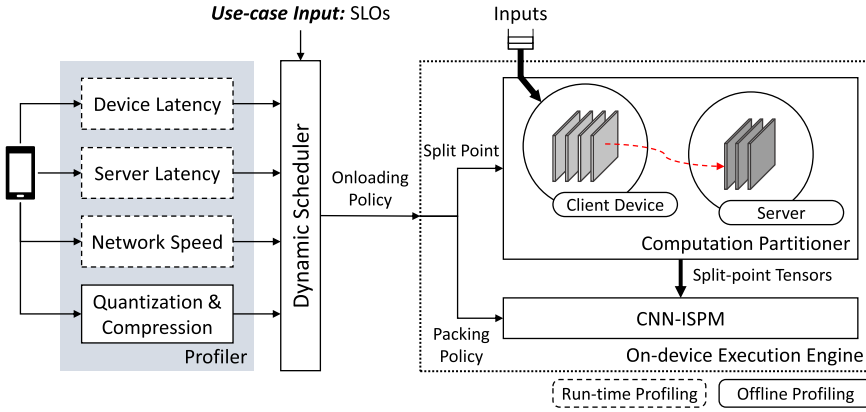 Use-case Input: SLOs
Inputs
Device Latency
Server Latency
Network Speed
Quantization &
Compression
Profiler
Dynamic Scheduler
Onloading
Policy
Split Point
Packing
Policy
Client Device
Server
Computation Partitioner
Split-point Tensors
CNN-ISPM
On-device Execution Engine
Run-time Profiling
Offline Profiling